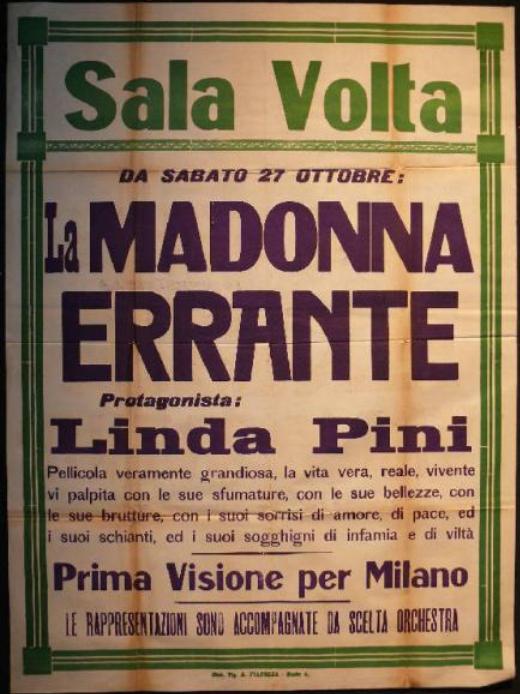 Sala Volta
DA SABATO 27 OTTOBRE:
La MADONNA
ERRANTE
Protagonista:
Linda Pini
Pellicola veramente grandiosa, la vita vera, reale, vivente
vi palpita con le sue sfumature, con le sue bellezze, con
le sue brutture, con i suoi sorrisi di amore, di pace, ed
i suoi schianti, ed i suoi sogghigni di infamia e di viltà
Prima Visione per Milano
LE RAPPRESENTAZIONI SONO ACCOMPAGNATE DA SCELTA ORCHESTRA